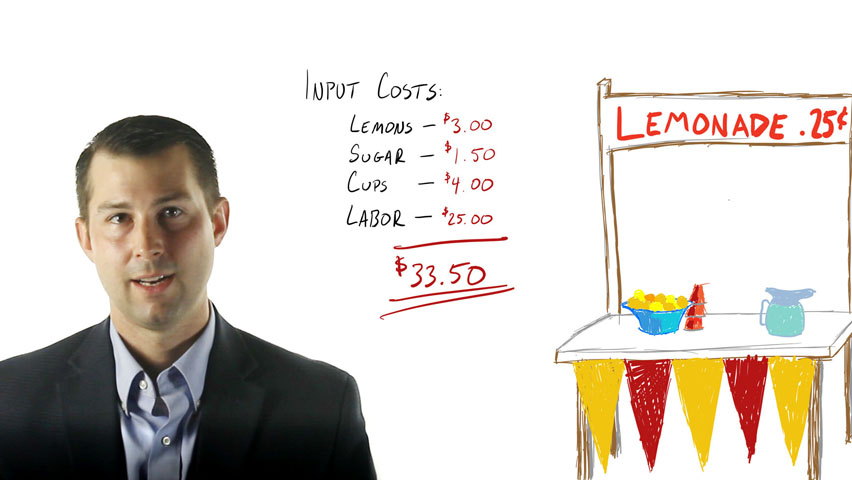 INPUT COSTS:
LEMONS – $3.00
SUGAR – $1.50
CUPS – $4.00
LABOR – $25.00
$33.50
LEMONADE .25¢